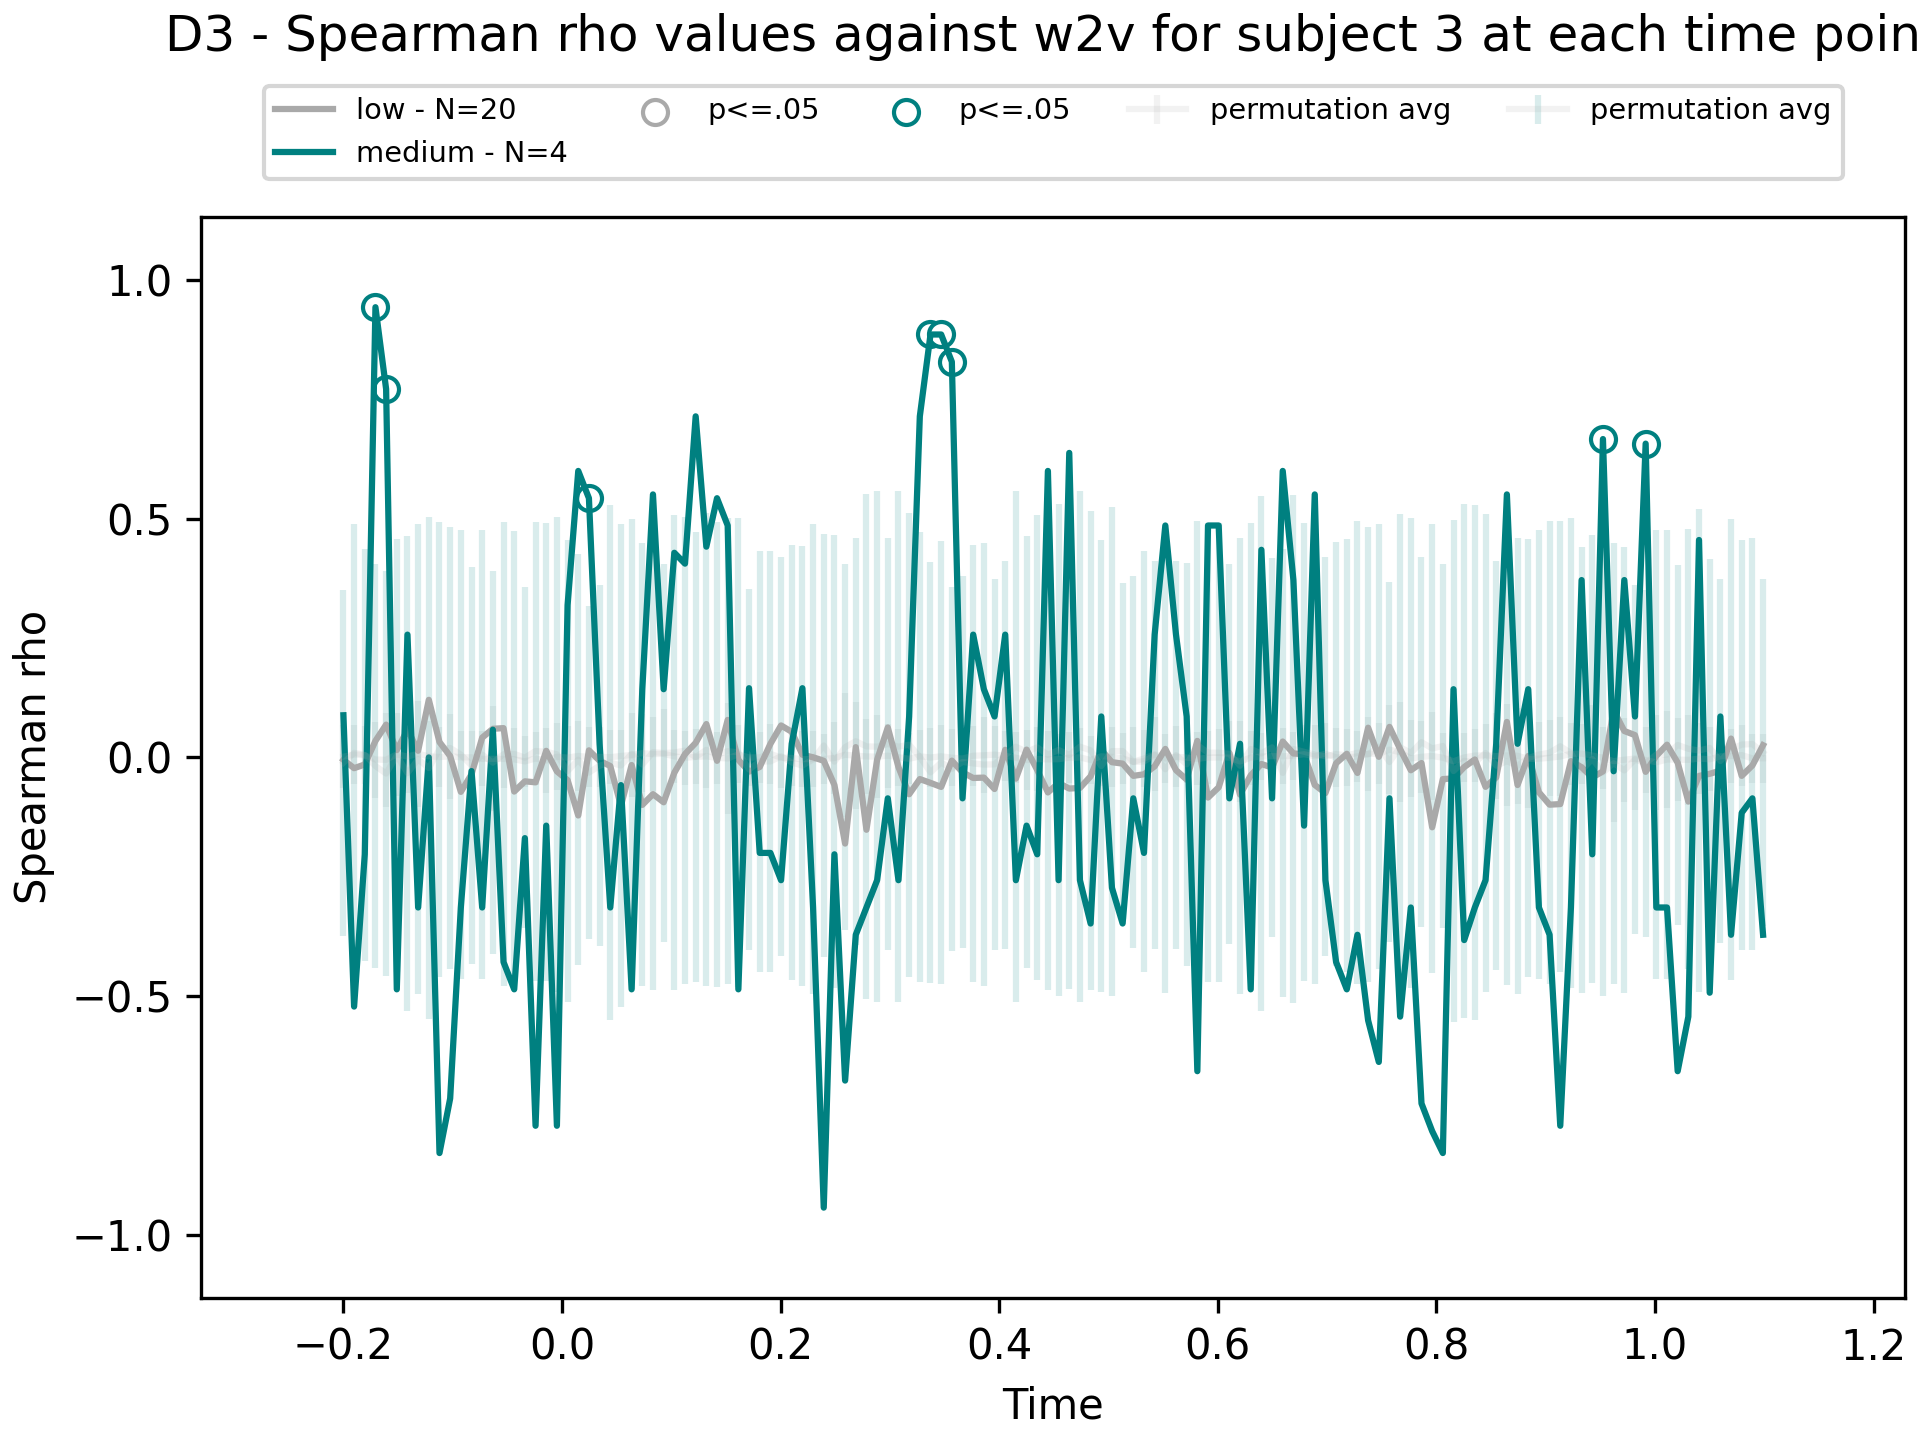 D3 - Spearman rho values against w2v for subject 3 at each time poin
low - N=20 p<=.05 p<=.05 permutation avg permutation avg
medium - N=4
1.0
0.5
0.0
−0.5
−1.0
Spearman rho
−0.2 0.0 0.2 0.4 0.6 0.8 1.0 1.2
Time